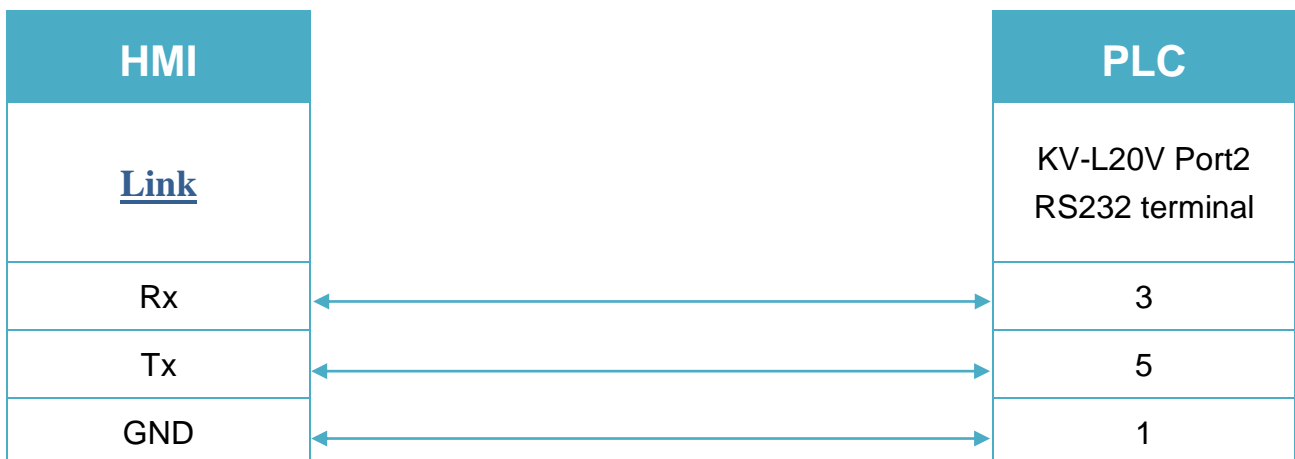 HMI PLC
Link KV-L20V Port2
RS232 terminal
Rx 3
Tx 5
GND 1